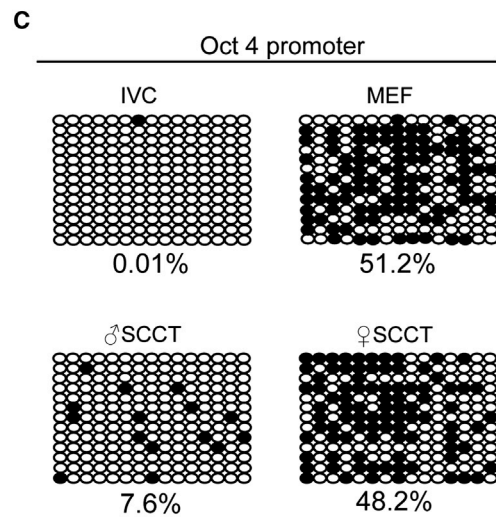 C
Oct 4 promoter
IVC MEF
0.01% 51.2%
♂SCCT ♀SCCT
7.6% 48.2%